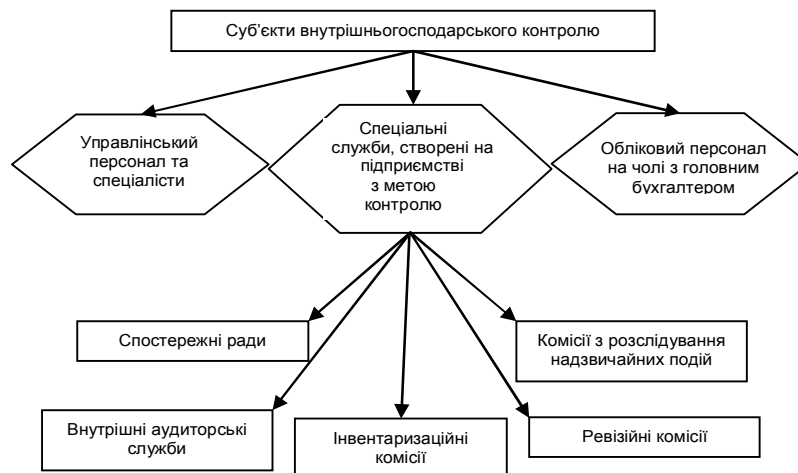 Суб’єкти внутрішньогосподарського контролю
Управлінський
персонал та
спеціалісти
Спеціальні
служби, створені на
підприємстві
з метою
контролю
Обліковий персонал
на чолі з головним
бухгалтером
Спостережні ради
Комісії з розслідування
надзвичайних подій
Внутрішні аудиторські
служби
Інвентаризаційні
комісії
Ревізійні комісії